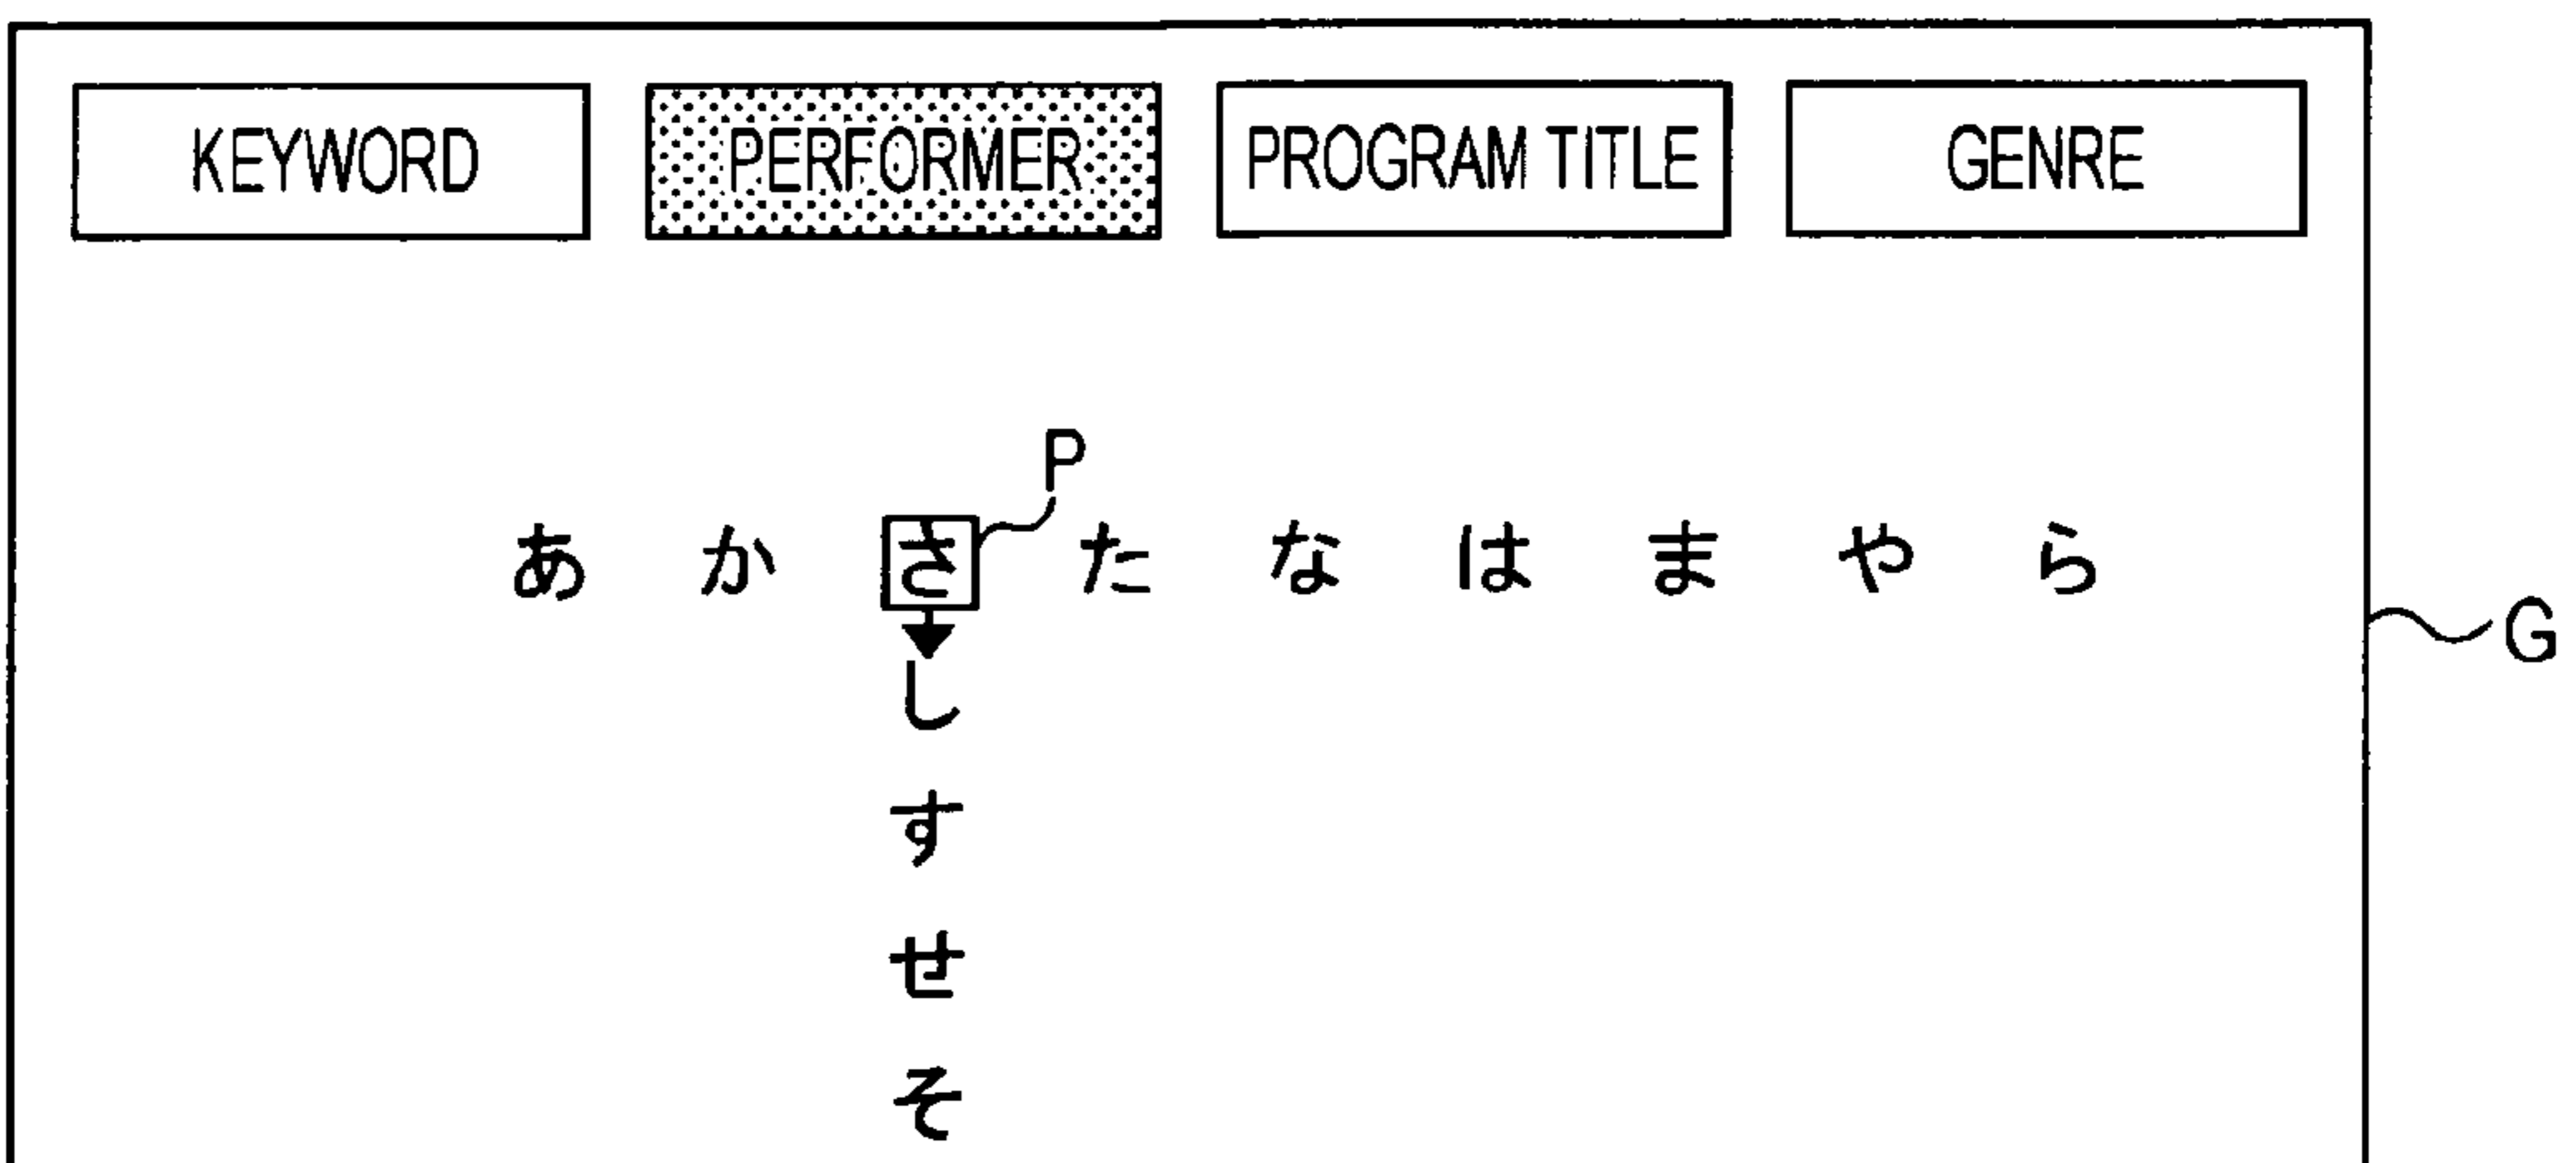 KEYWORD PERFORMER PROGRAM TITLE GENRE
P
あ か さ た な は ま や ら
G
し
す
せ
そ